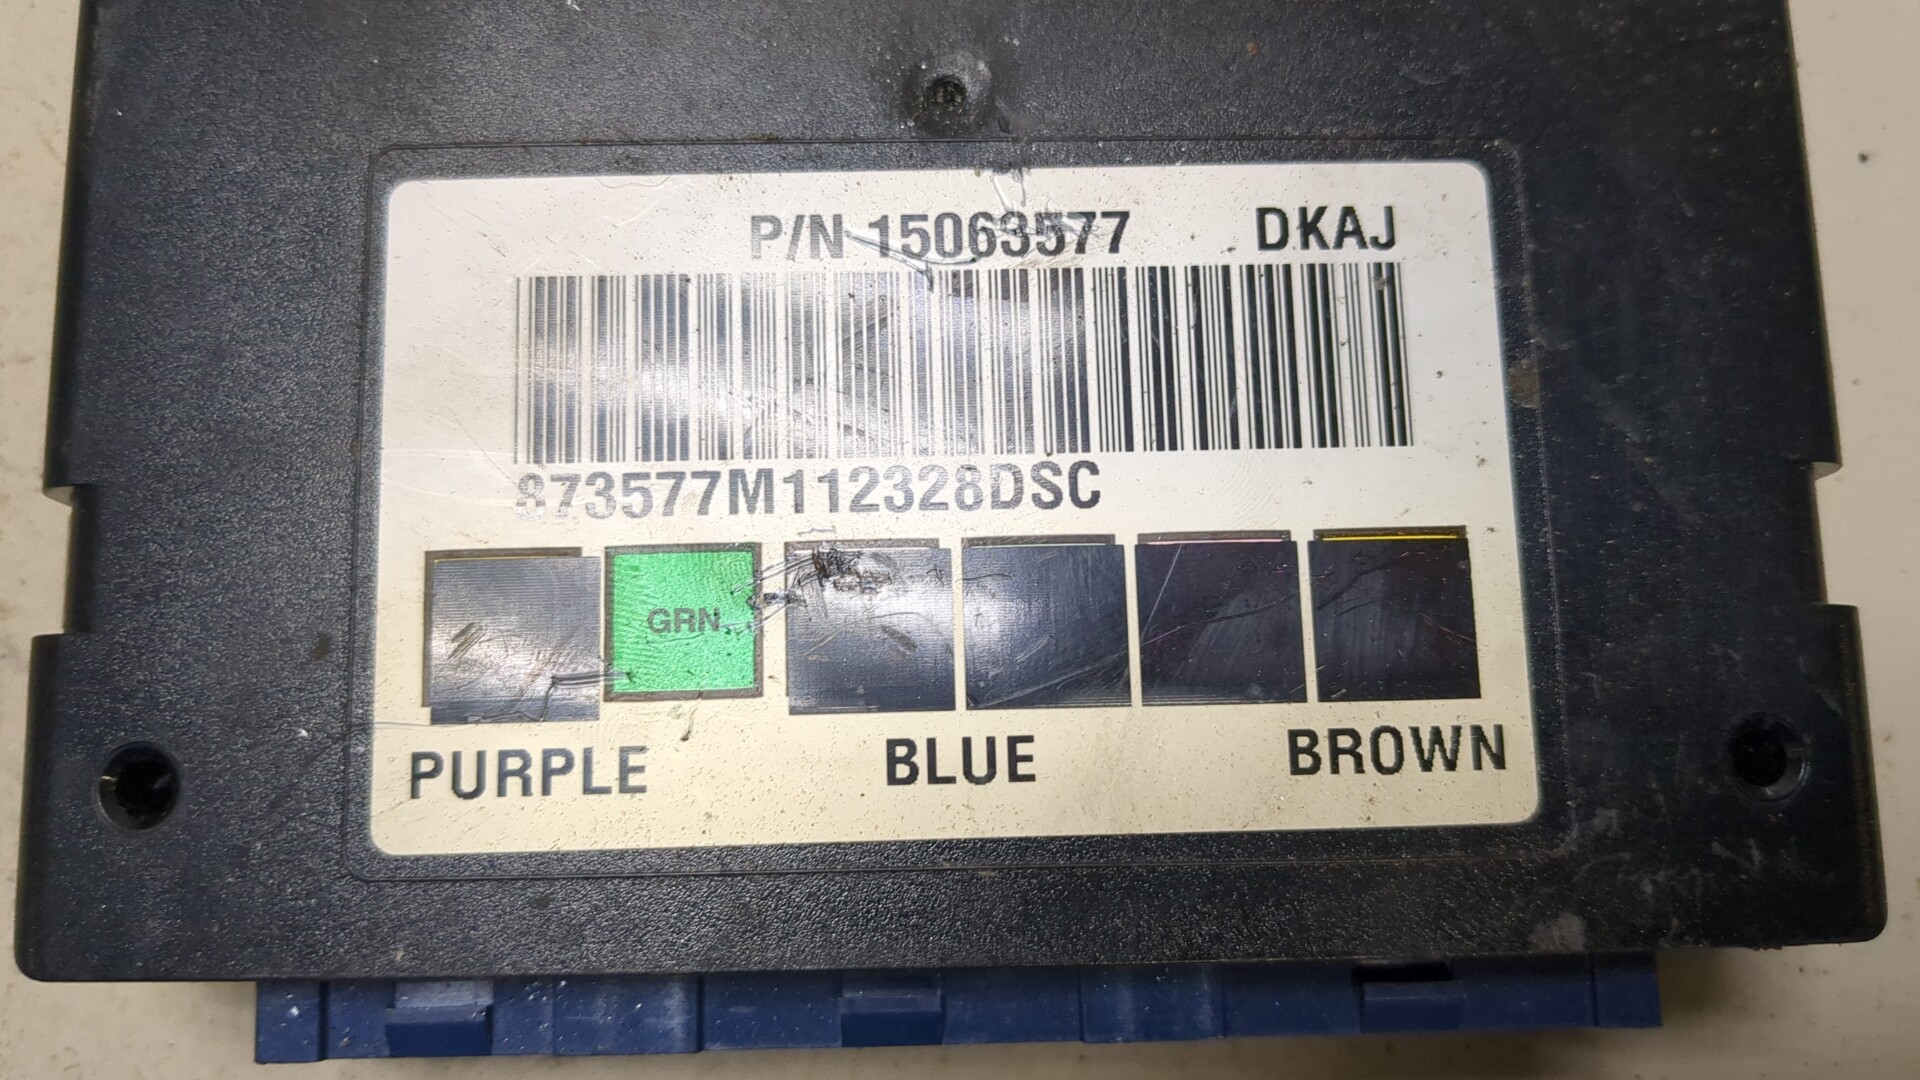 P/N 15063577 DKAJ
873577M112328DSC
GRN
PURPLE BLUE BROWN